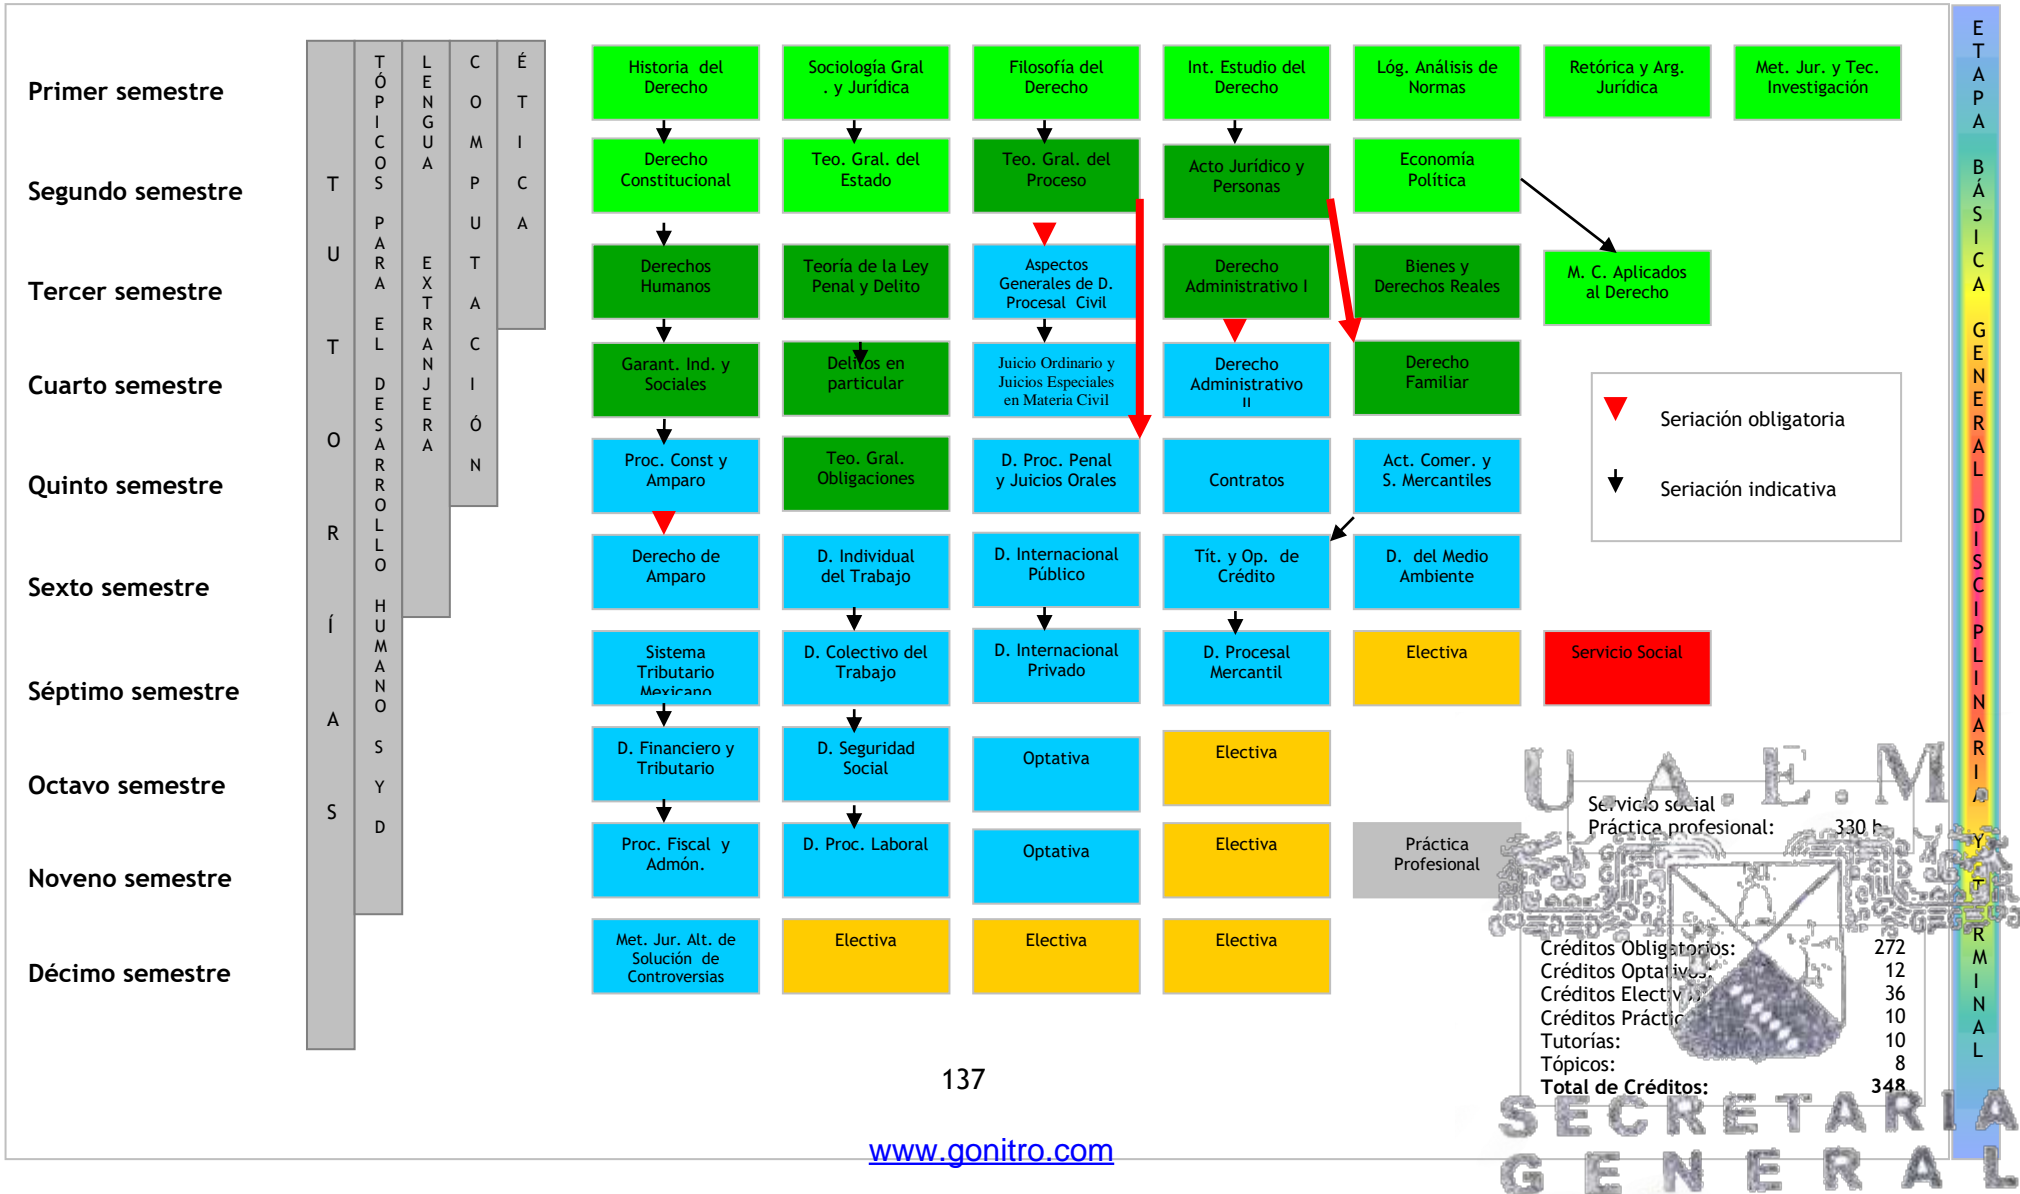 TUTORÍAS
TÓPICOS PARA EL DESARROLLO HUMANO S Y D
LENGUA EXTRANJERA
COMPUTACIÓN
ÉTICA
Primer semestre
Historia del
Derecho
Sociología Gral
. y Jurídica
Filosofía del
Derecho
Int. Estudio del
Derecho
Lóg. Análisis de
Normas
Retórica y Arg.
Jurídica
Met. Jur. y Tec.
Investigación
Segundo semestre
Derecho
Constitucional
Teo. Gral. del
Estado
Teo. Gral. del
Proceso
Acto Jurídico y
Personas
Economía
Política
Tercer semestre
Derechos
Humanos
Teoría de la Ley
Penal y Delito
Aspectos
Generales de D.
Procesal Civil
Derecho
Administrativo I
Bienes y
Derechos Reales
M. C. Aplicados
al Derecho
Cuarto semestre
Garant. Ind. y
Sociales
Delitos en
particular
Juicio Ordinario y
Juicios Especiales
en Materia Civil
Derecho
Administrativo
II
Derecho
Familiar
Seriación obligatoria
Seriación indicativa
Quinto semestre
Proc. Const y
Amparo
Teo. Gral.
Obligaciones
D. Proc. Penal
y Juicios Orales
Contratos
Act. Comer. y
S. Mercantiles
Sexto semestre
Derecho de
Amparo
D. Individual
del Trabajo
D. Internacional
Público
Tít. y Op. de
Crédito
D. del Medio
Ambiente
Séptimo semestre
Sistema
Tributario
Mexicano
D. Colectivo del
Trabajo
D. Internacional
Privado
D. Procesal
Mercantil
Electiva
Servicio Social
Octavo semestre
D. Financiero y
Tributario
D. Seguridad
Social
Optativa
Electiva
Noveno semestre
Proc. Fiscal y
Admón.
D. Proc. Laboral
Optativa
Electiva
Práctica
Profesional
Décimo semestre
Met. Jur. Alt. de
Solución de
Controversias
Electiva
Electiva
Electiva
U.A.E.M.
Servicio social
Práctica profesional: 330 h
Créditos Obligatorios: 272
Créditos Optativos: 12
Créditos Electivos: 36
Créditos 10
Tutorías: 10
Tópicos: 8
Total de Créditos: 348
SECRETARIA
GENERAL
ETAPA BÁSICA GENERAL DISCIPLINARIA Y TERMINAL
137
www.gonitro.com